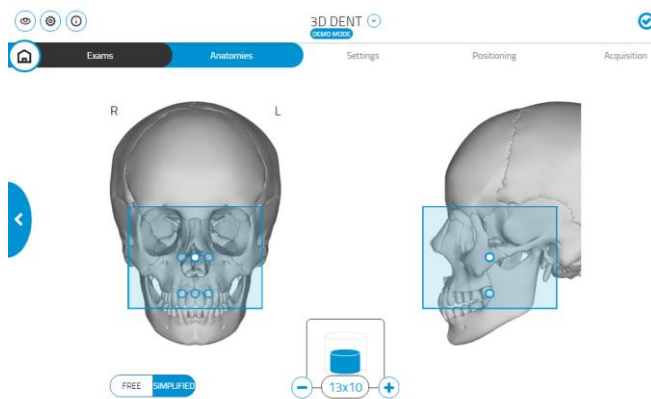 3D DENT
DEMO MODE
Exams
Anatomies
Settings
Positioning
Acquisition
R
L
FREE
SIMPLIFIED
13x10